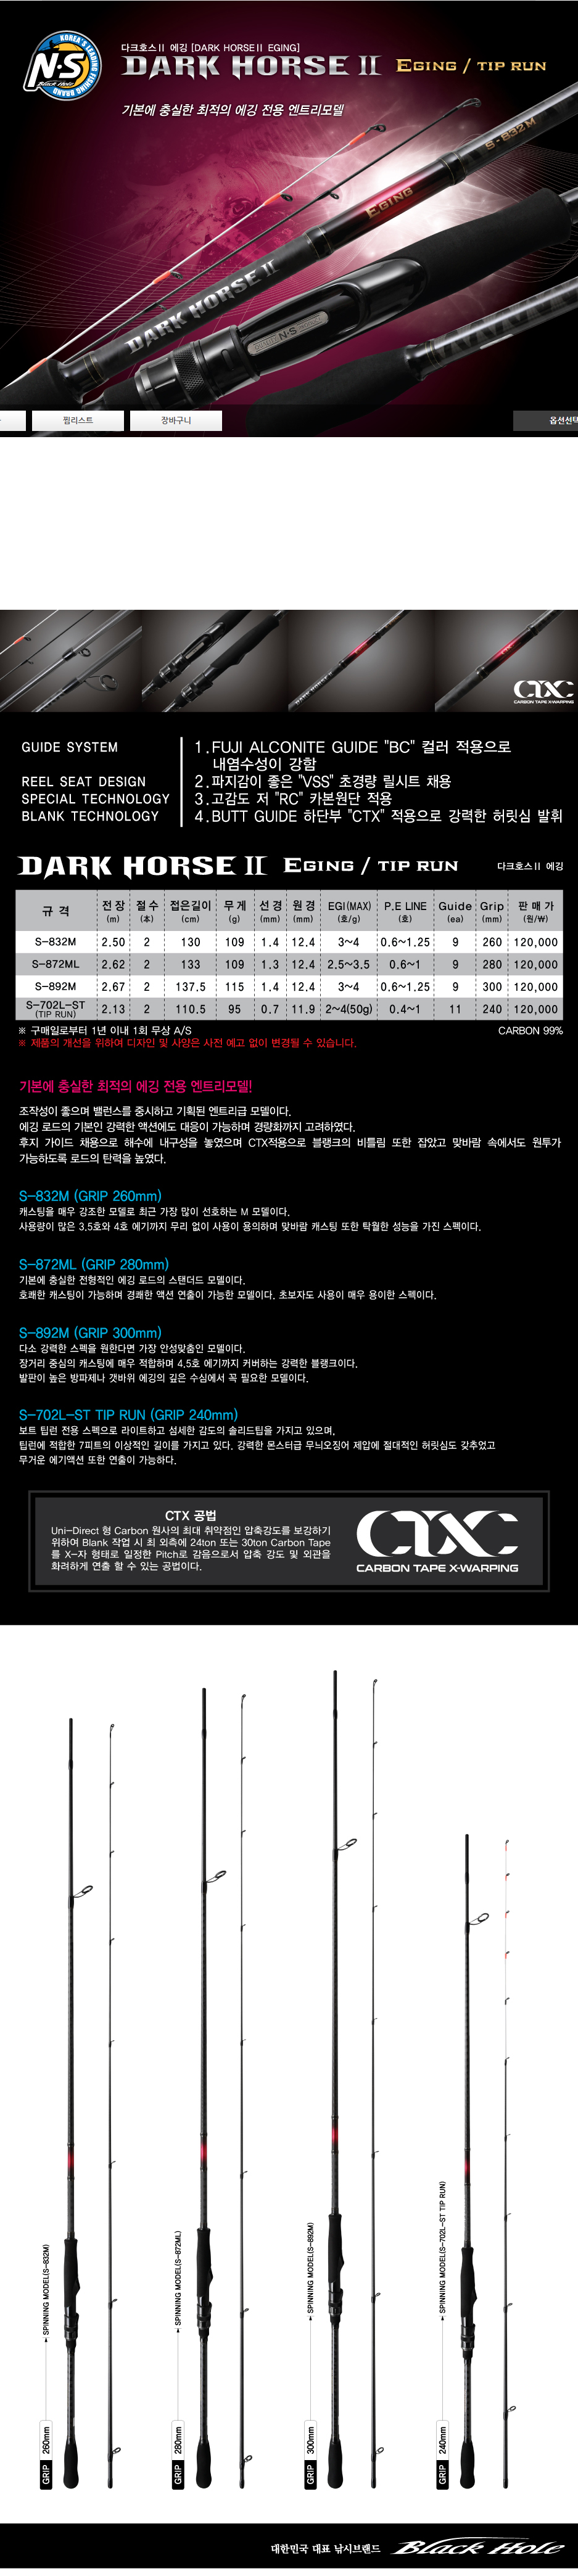 KOREA'S LEADING FISHING BRAND
N·S
Black Hole
다크호스Ⅱ 에깅 [DARK HORSEⅡ EGING]
DARK HORSE Ⅱ EGING / TIP RUN
기본에 충실한 최적의 에깅 전용 엔트리모델
S-832M
EGING
DARK HORSE Ⅱ
N·S
찜리스트
장바구니
옵션선택
DARK HORSE Ⅱ
CTXC
CARBON TAPE X-WARPING
GUIDE SYSTEM
1.FUJI ALCONITE GUIDE "BC" 컬러 적용으로
내염수성이 강함
REEL SEAT DESIGN
2.파지감이 좋은 "VSS" 초경량 릴시트 채용
SPECIAL TECHNOLOGY
3.고감도 저 "RC" 카본원단 적용
BLANK TECHNOLOGY
4.BUTT GUIDE 하단부 "CTX" 적용으로 강력한 허릿심 발휘
DARK HORSE Ⅱ EGING / TIP RUN 다크호스Ⅱ 에깅
규 격 전 장 (m) 절 수 (本) 접은길이 (cm) 무 게 (g) 선 경 (mm) 원 경 (mm) EGI(MAX) (호/g) P.E LINE (호) Guide (ea) Grip (mm) 판 매 가 (원/₩)
S-832M 2.50 2 130 109 1.4 12.4 3~4 0.6~1.25 9 260 120,000
S-872ML 2.62 2 133 109 1.3 12.4 2.5~3.5 0.6~1 9 280 120,000
S-892M 2.67 2 137.5 115 1.4 12.4 3~4 0.6~1.25 9 300 120,000
S-702L-ST (TIP RUN) 2.13 2 110.5 95 0.7 11.9 2~4(50g) 0.4~1 11 240 120,000
※ 구매일로부터 1년 이내 1회 무상 A/S CARBON 99%
※ 제품의 개선을 위하여 디자인 및 사양은 사전 예고 없이 변경될 수 있습니다.
기본에 충실한 최적의 에깅 전용 엔트리모델!
조작성이 좋으며 밸런스를 중시하고 기획된 엔트리급 모델이다.
에깅 로드의 기본인 강력한 액션에도 대응이 가능하며 경량화까지 고려하였다.
후지 가이드 채용으로 해수에 내구성을 높였으며 CTX적용으로 블랭크의 비틀림 또한 잡았고 맞바람 속에서도 원투가
가능하도록 로드의 탄력을 높였다.
S-832M (GRIP 260mm)
캐스팅을 매우 강조한 모델로 최근 가장 많이 선호하는 M 모델이다.
사용량이 많은 3.5호와 4호 에기까지 무리 없이 사용이 용의하며 맞바람 캐스팅 또한 탁월한 성능을 가진 스펙이다.
S-872ML (GRIP 280mm)
기본에 충실한 전형적인 에깅 로드의 스탠더드 모델이다.
호쾌한 캐스팅이 가능하며 경쾌한 액션 연출이 가능한 모델이다. 초보자도 사용이 매우 용이한 스펙이다.
S-892M (GRIP 300mm)
다소 강력한 스펙을 원한다면 가장 안성맞춤인 모델이다.
장거리 중심의 캐스팅에 매우 적합하며 4.5호 에기까지 커버하는 강력한 블랭크이다.
발판이 높은 방파제나 갯바위 에깅의 깊은 수심에서 꼭 필요한 모델이다.
S-702L-ST TIP RUN (GRIP 240mm)
보트 팁런 전용 스펙으로 라이트하고 섬세한 감도의 솔리드팁을 가지고 있으며,
팁런에 적합한 7피트의 이상적인 길이를 가지고 있다. 강력한 몬스터급 무늬오징어 제압에 절대적인 허릿심도 갖추었고
무거운 에기액션 또한 연출이 가능하다.
CTX 공법
Uni-Direct 형 Carbon 원사의 최대 취약점인 압축강도를 보강하기
위하여 Blank 작업 시 최 외측에 24ton 또는 30ton Carbon Tape
를 X-자 형태로 일정한 Pitch로 감음으로서 압축 강도 및 외관을
화려하게 연출 할 수 있는 공법이다.
CTXC
CARBON TAPE X-WARPING
GRIP 260mm SPINNING MODEL(S-832M)
GRIP 280mm SPINNING MODEL(S-872ML)
GRIP 300mm SPINNING MODEL(S-892M)
GRIP 240mm SPINNING MODEL(S-702L-ST TIP RUN)
대한민국 대표 낚시브랜드 Black Hole